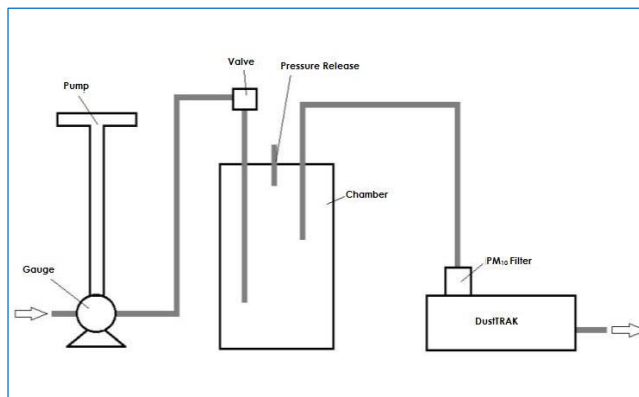 Valve
Pressure Release
Pump
Chamber
Gauge
PM₁₀ Filter
DustTRAK